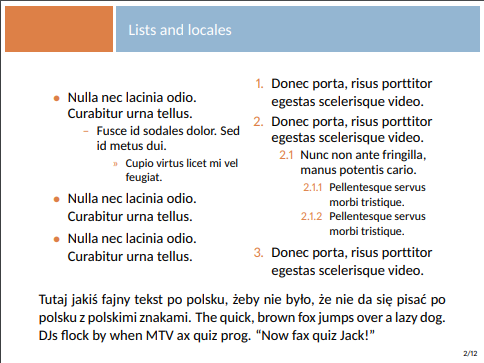 Lists and locales
● Nulla nec lacinia odio.
Curabitur urna tellus.
– Fusce id sodales dolor. Sed
id metus dui.
» Cupio virtus licet mi vel
feugiat.
● Nulla nec lacinia odio.
Curabitur urna tellus.
● Nulla nec lacinia odio.
Curabitur urna tellus.
1. Donec porta, risus porttitor
egestas scelerisque video.
2. Donec porta, risus porttitor
egestas scelerisque video.
2.1 Nunc non ante fringilla,
manus potentis cario.
2.1.1 Pellentesque servus
morbi tristique.
2.1.2 Pellentesque servus
morbi tristique.
3. Donec porta, risus porttitor
egestas scelerisque video.
Tutaj jakiś fajny tekst po polsku, żeby nie było, że nie da się pisać po
polsku z polskimi znakami. The quick, brown fox jumps over a lazy dog.
DJs flock by when MTV ax quiz prog. “Now fax quiz Jack!”
2/12